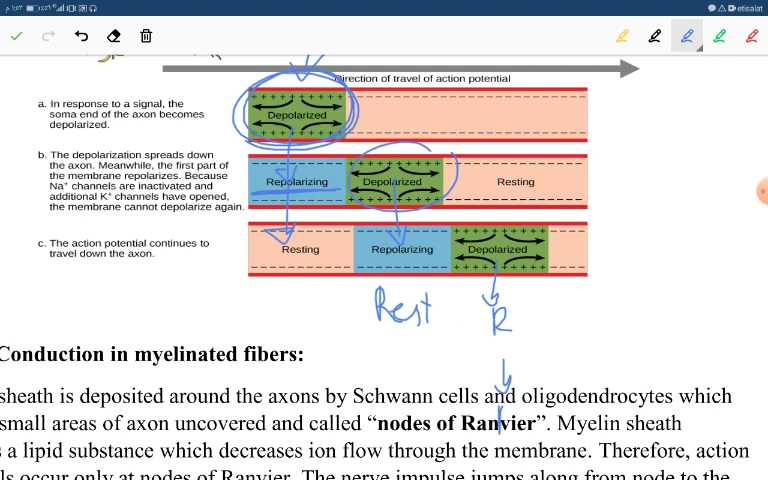 etisalat
Direction of travel of action potential
a. In response to a signal, the
soma end of the axon becomes
depolarized.
Depolarized
b. The depolarization spreads down
the axon. Meanwhile, the first part of
the membrane repolarizes. Because
Na⁺ channels are inactivated and
additional K⁺ channels have opened,
the membrane cannot depolarize again.
Repolarizing Depolarized Resting
c. The action potential continues to
travel down the axon.
Resting Repolarizing Depolarized
Rest R
Conduction in myelinated fibers:
sheath is deposited around the axons by Schwann cells and oligodendrocytes which
small areas of axon uncovered and called “nodes of Ranvier”. Myelin sheath
a lipid substance which decreases ion flow through the membrane. Therefore, action
occur only at nodes of Ranvier. The nerve impulse jumps along from node to the